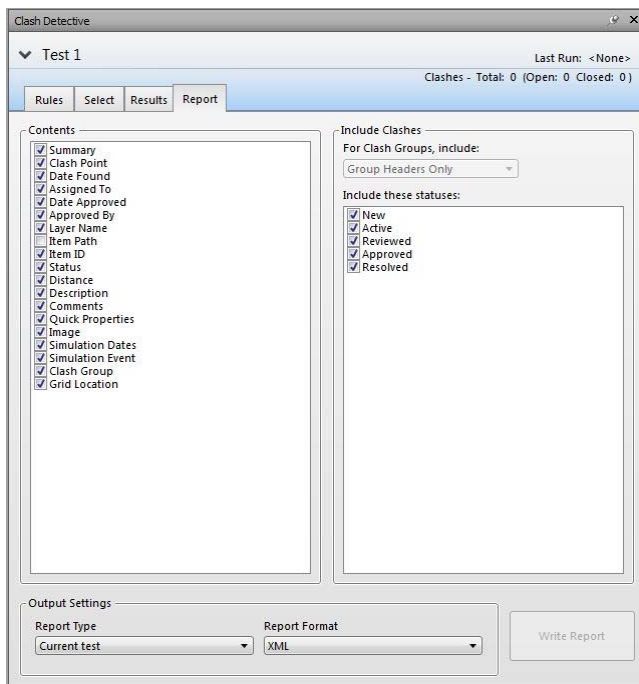 Clash Detective
Test 1
Last Run: <None>
Clashes - Total: 0 (Open: 0 Closed: 0)
Rules Select Results Report
Contents
Summary
Clash Point
Date Found
Assigned To
Date Approved
Approved By
Layer Name
Item Path
Item ID
Status
Distance
Description
Comments
Quick Properties
Image
Simulation Dates
Simulation Event
Clash Group
Grid Location
Include Clashes
For Clash Groups, include:
Group Headers Only
Include these statuses:
New
Active
Reviewed
Approved
Resolved
Output Settings
Report Type
Current test
Report Format
XML
Write Report